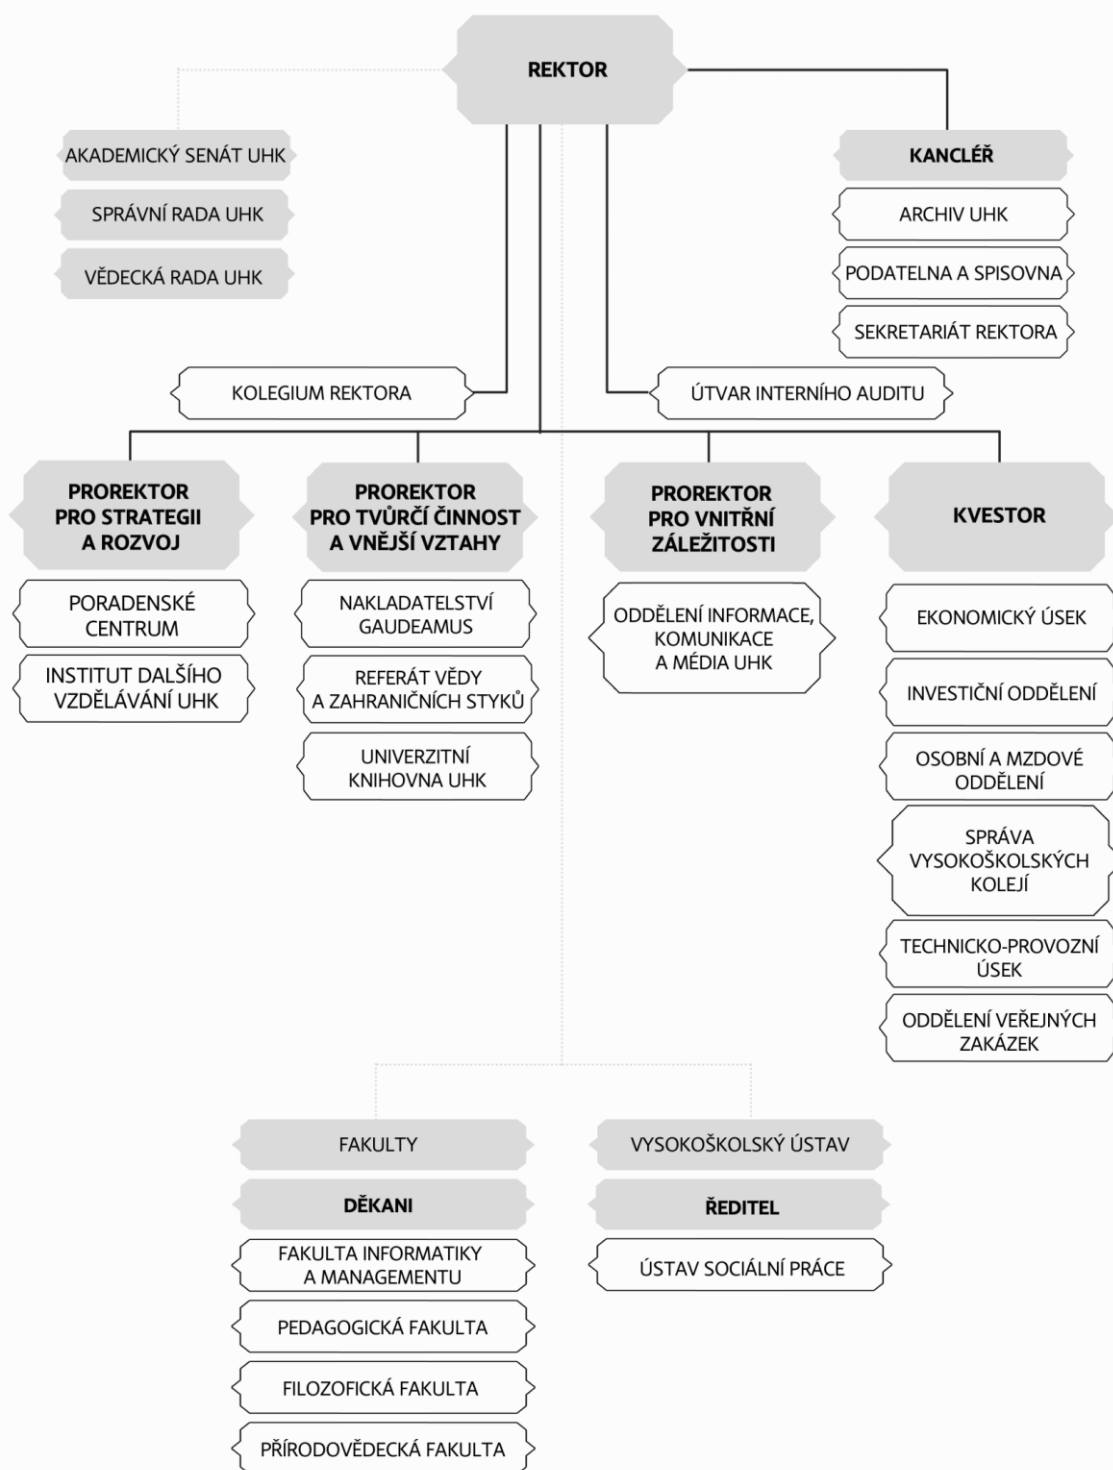 REKTOR
AKADEMICKÝ SENÁT UHK
SPRÁVNÍ RADA UHK
VĚDECKÁ RADA UHK
KANCLÉŘ
ARCHIV UHK
PODATELNA A SPISOVNA
SEKRETARIÁT REKTORA
KOLEGIUM REKTORA
ÚTVAR INTERNÍHO AUDITU
PROREKTOR
PRO STRATEGII
A ROZVOJ
PORADENSKÉ
CENTRUM
INSTITUT DALŠÍHO
VZDĚLÁVÁNÍ UHK
PROREKTOR
PRO TVŮRČÍ ČINNOST
A VNĚJŠÍ VZTAHY
NAKLADATELSTVÍ
GAUDEAMUS
REFERÁT VĚDY
A ZAHRANIČNÍCH STYKŮ
UNIVERZITNÍ
KNIHOVNA UHK
PROREKTOR
PRO VNITŘNÍ
ZÁLEŽITOSTI
ODDĚLENÍ INFORMACE,
KOMUNIKACE
A MÉDIA UHK
KVESTOR
EKONOMICKÝ ÚSEK
INVESTIČNÍ ODDĚLENÍ
OSOBNÍ A MZDOVÉ
ODDĚLENÍ
SPRÁVA
VYSOKOŠKOLSKÝCH
KOLEJÍ
TECHNICKO-PROVOZNÍ
ÚSEK
ODDĚLENÍ VEŘEJNÝCH
ZAKÁZEK
FAKULTY
DĚKANI
FAKULTA INFORMATIKY
A MANAGEMENTU
PEDAGOGICKÁ FAKULTA
FILOZOFICKÁ FAKULTA
PŘÍRODOVĚDECKÁ FAKULTA
VYSOKOŠKOLSKÝ ÚSTAV
ŘEDITEL
ÚSTAV SOCIÁLNÍ PRÁCE